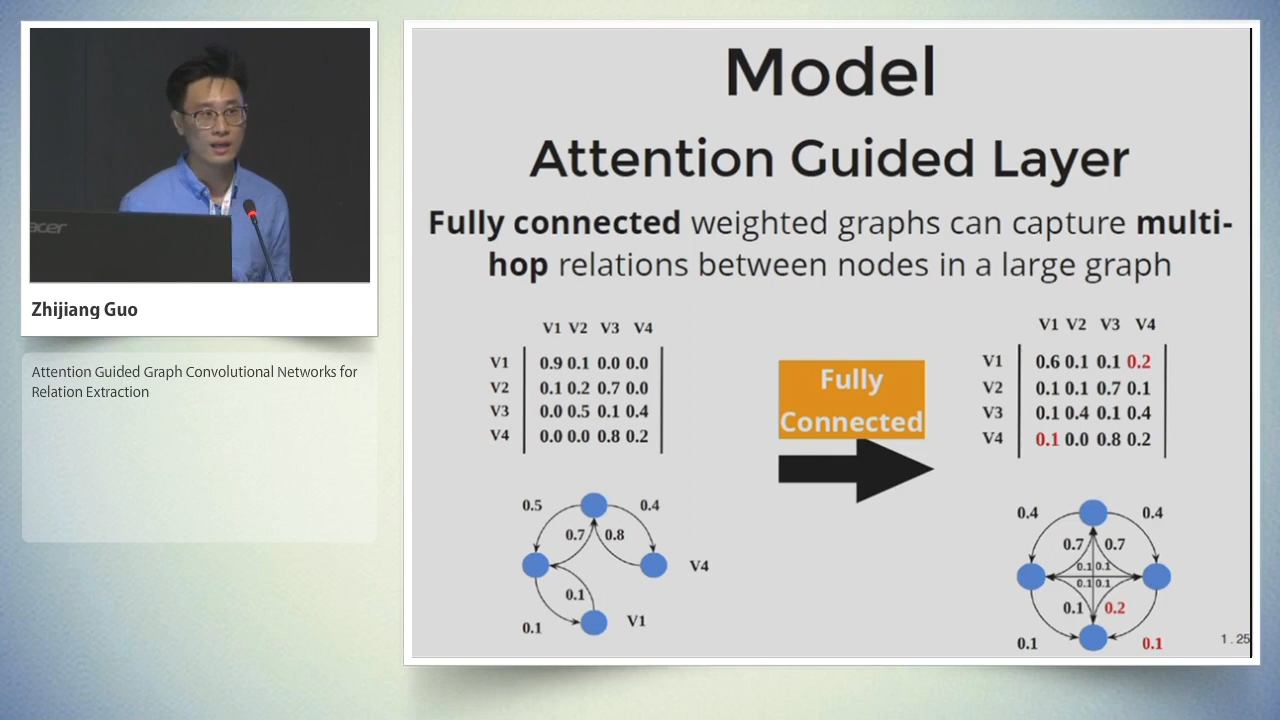 acer
Zhijiang Guo
Attention Guided Graph Convolutional Networks for
Relation Extraction
Model
Attention Guided Layer
Fully connected weighted graphs can capture multi-
hop relations between nodes in a large graph
V1 V2 V3 V4
V1 0.9 0.1 0.0 0.0
V2 0.1 0.2 0.7 0.0
V3 0.0 0.5 0.1 0.4
V4 0.0 0.0 0.8 0.2
Fully
Connected
V1 V2 V3 V4
V1 0.6 0.1 0.1 0.2
V2 0.1 0.1 0.7 0.1
V3 0.1 0.4 0.1 0.4
V4 0.1 0.0 0.8 0.2
0.5 0.4
0.7 0.8
V4
0.1
0.1 V1
0.4 0.4
0.7 0.7
0.1 0.1
0.1 0.1
0.1 0.2
0.1 0.1
1 . 25